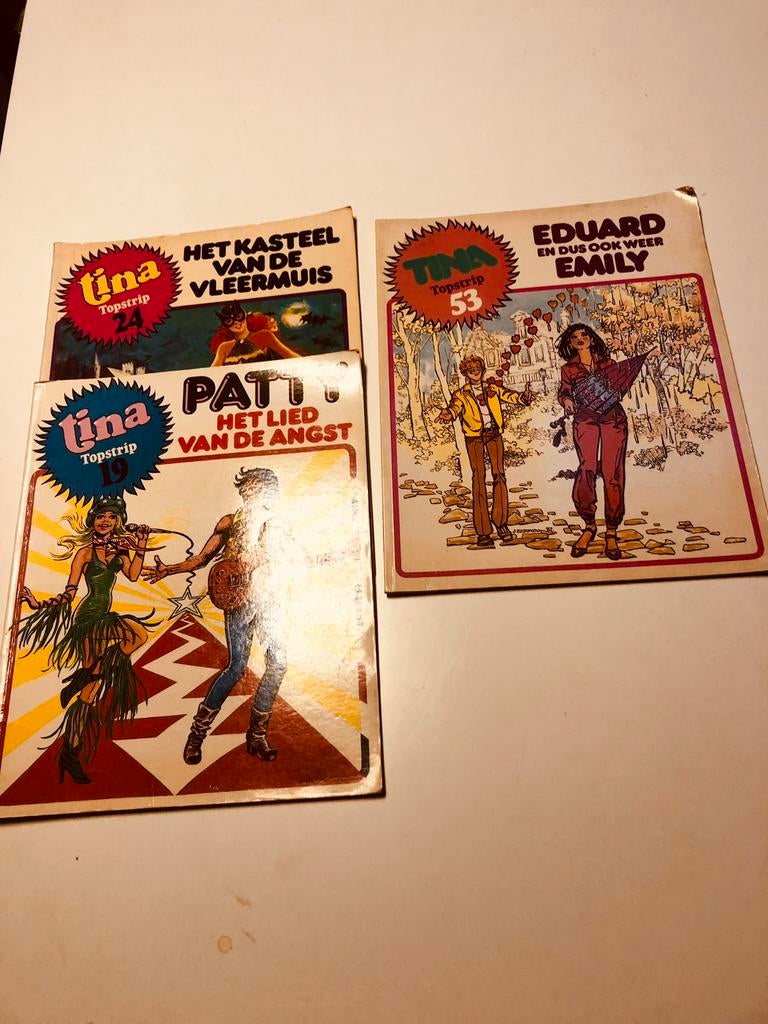 tina
Topstrip
24
HET KASTEEL
VAN DE
VLEERMUIS
tina
Topstrip
19
PATTY
HET LIED
VAN DE ANGST
TINA
Topstrip
53
EDUARD
EN DUS OOK WEER
EMILY